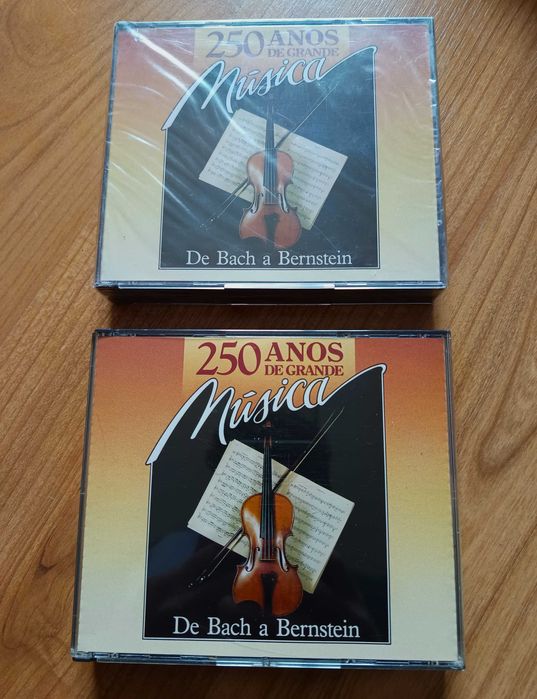 250 ANOS
DE GRANDE
Música
De Bach a Bernstein
250 ANOS
DE GRANDE
Música
De Bach a Bernstein